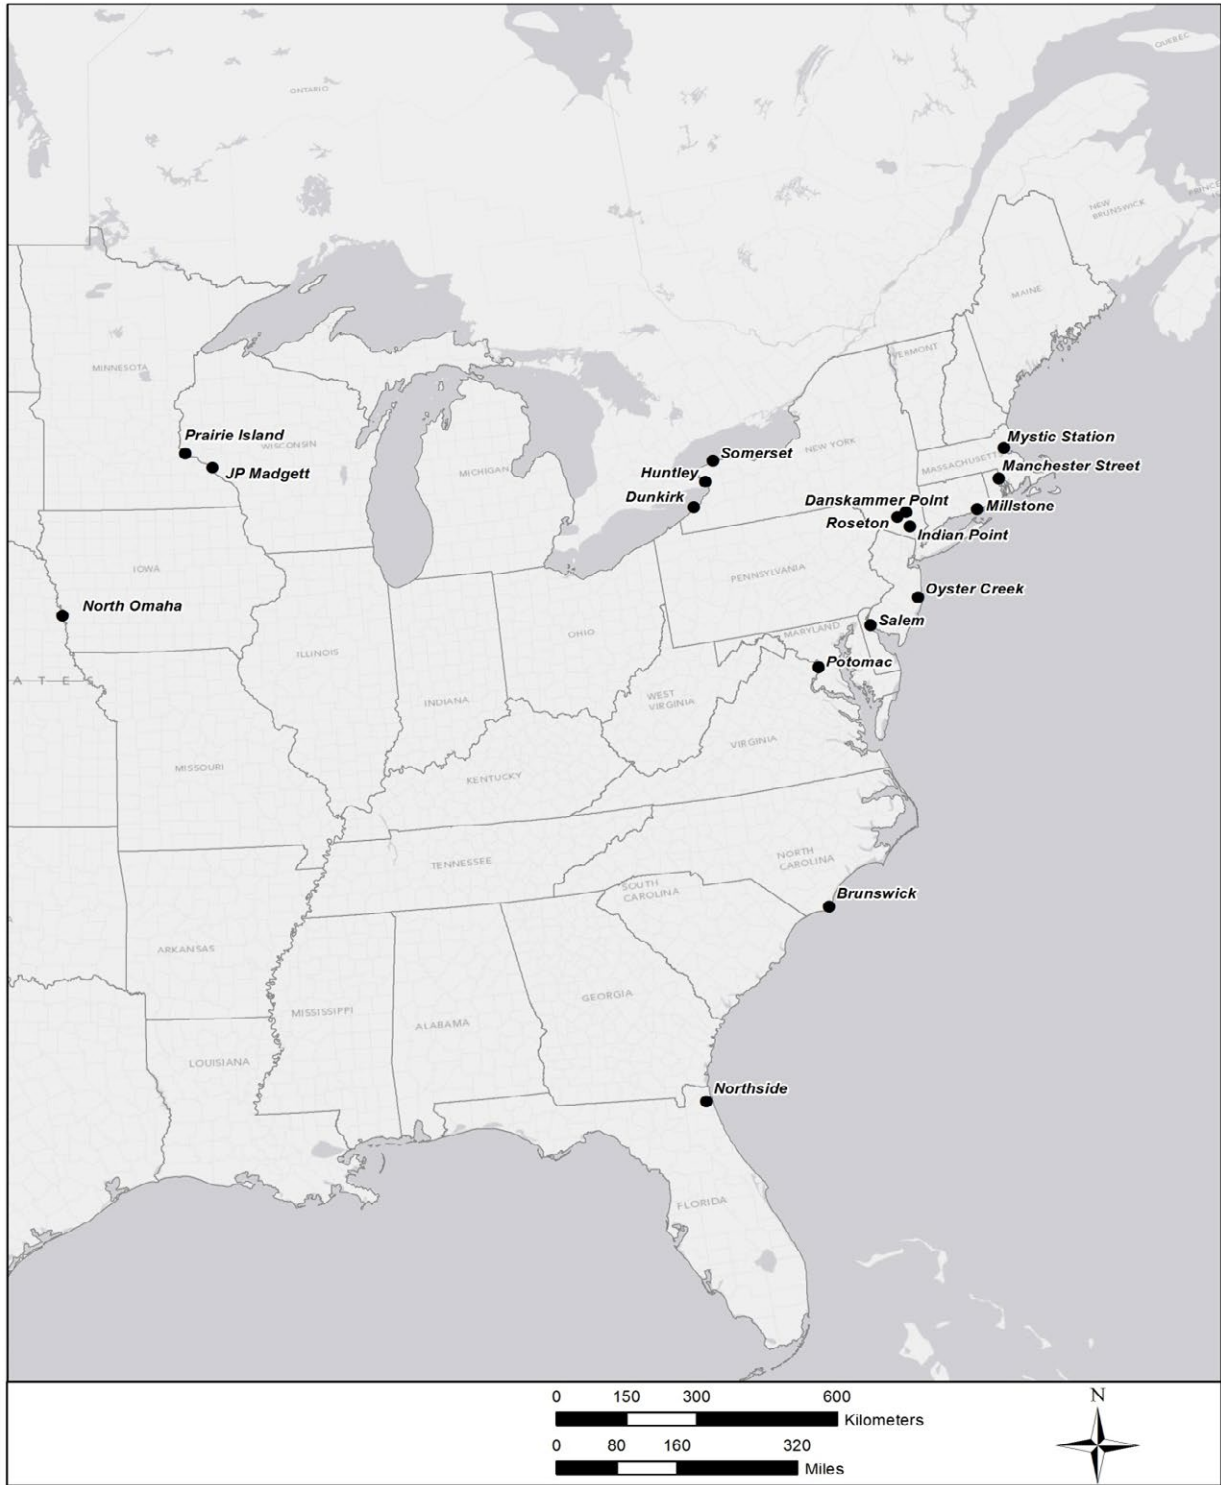 QUEBEC
ONTARIO
PRINCE
NEW
BRUNSWICK
MAINE
VERMONT
MINNESOTA
Prairie Island
WISCONSIN
JP Madgett
MICHIGAN
NEW YORK
Somerset
Huntley
Dunkirk
Mystic Station
MASSACHUSETTS
Manchester Street
Danskammer Point
Millstone
Roseton
Indian Point
IOWA
PENNSYLVANIA
Oyster Creek
North Omaha
OHIO
MARYLAND
Salem
ILLINOIS
Potomac
A T E S
INDIANA
WEST
VIRGINIA
VIRGINIA
MISSOURI
KENTUCKY
TENNESSEE
NORTH
CAROLINA
SOUTH
CAROLINA
Brunswick
ARKANSAS
GEORGIA
MISSISSIPPI
ALABAMA
LOUISIANA
Northside
FLORIDA
0 150 300 600
Kilometers
0 80 160 320
Miles
N